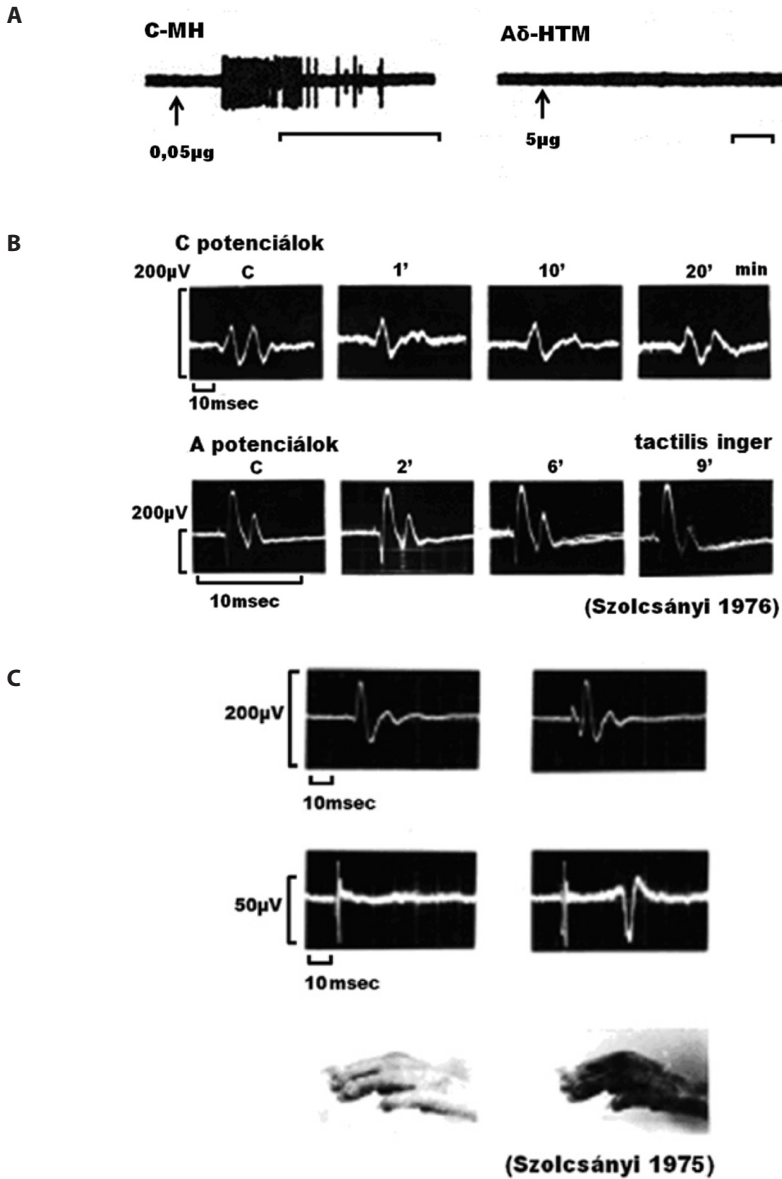 A
C-MH
Aδ-HTM
0,05µg
5µg
B
C potenciálok
200µV
C
1’
10’
20’
min
10msec
A potenciálok
tactilis inger
200µV
C
2’
6’
9’
10msec
(Szolcsányi 1976)
C
200µV
10msec
50µV
10msec
(Szolcsányi 1975)